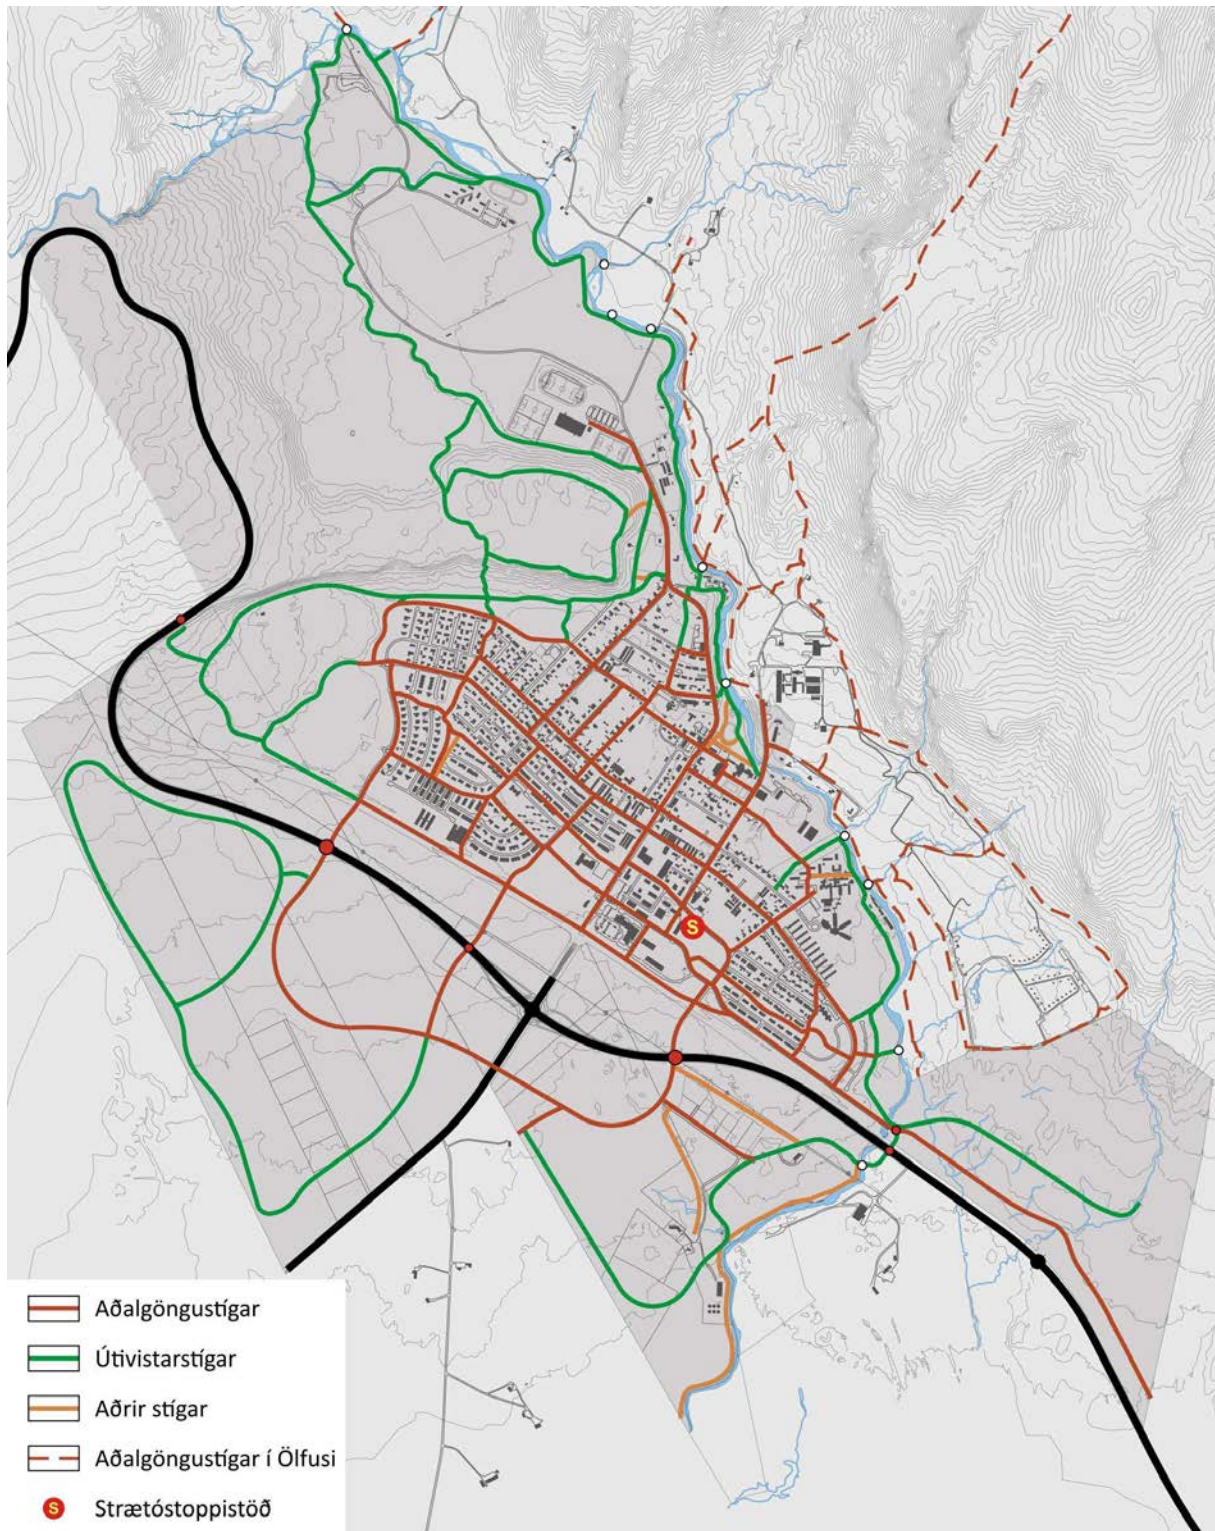 S
Aðalgöngustígar
Útivistarstígar
Aðrir stígar
Aðalgöngustígar í Ölfusi
S Strætóstoppistöð